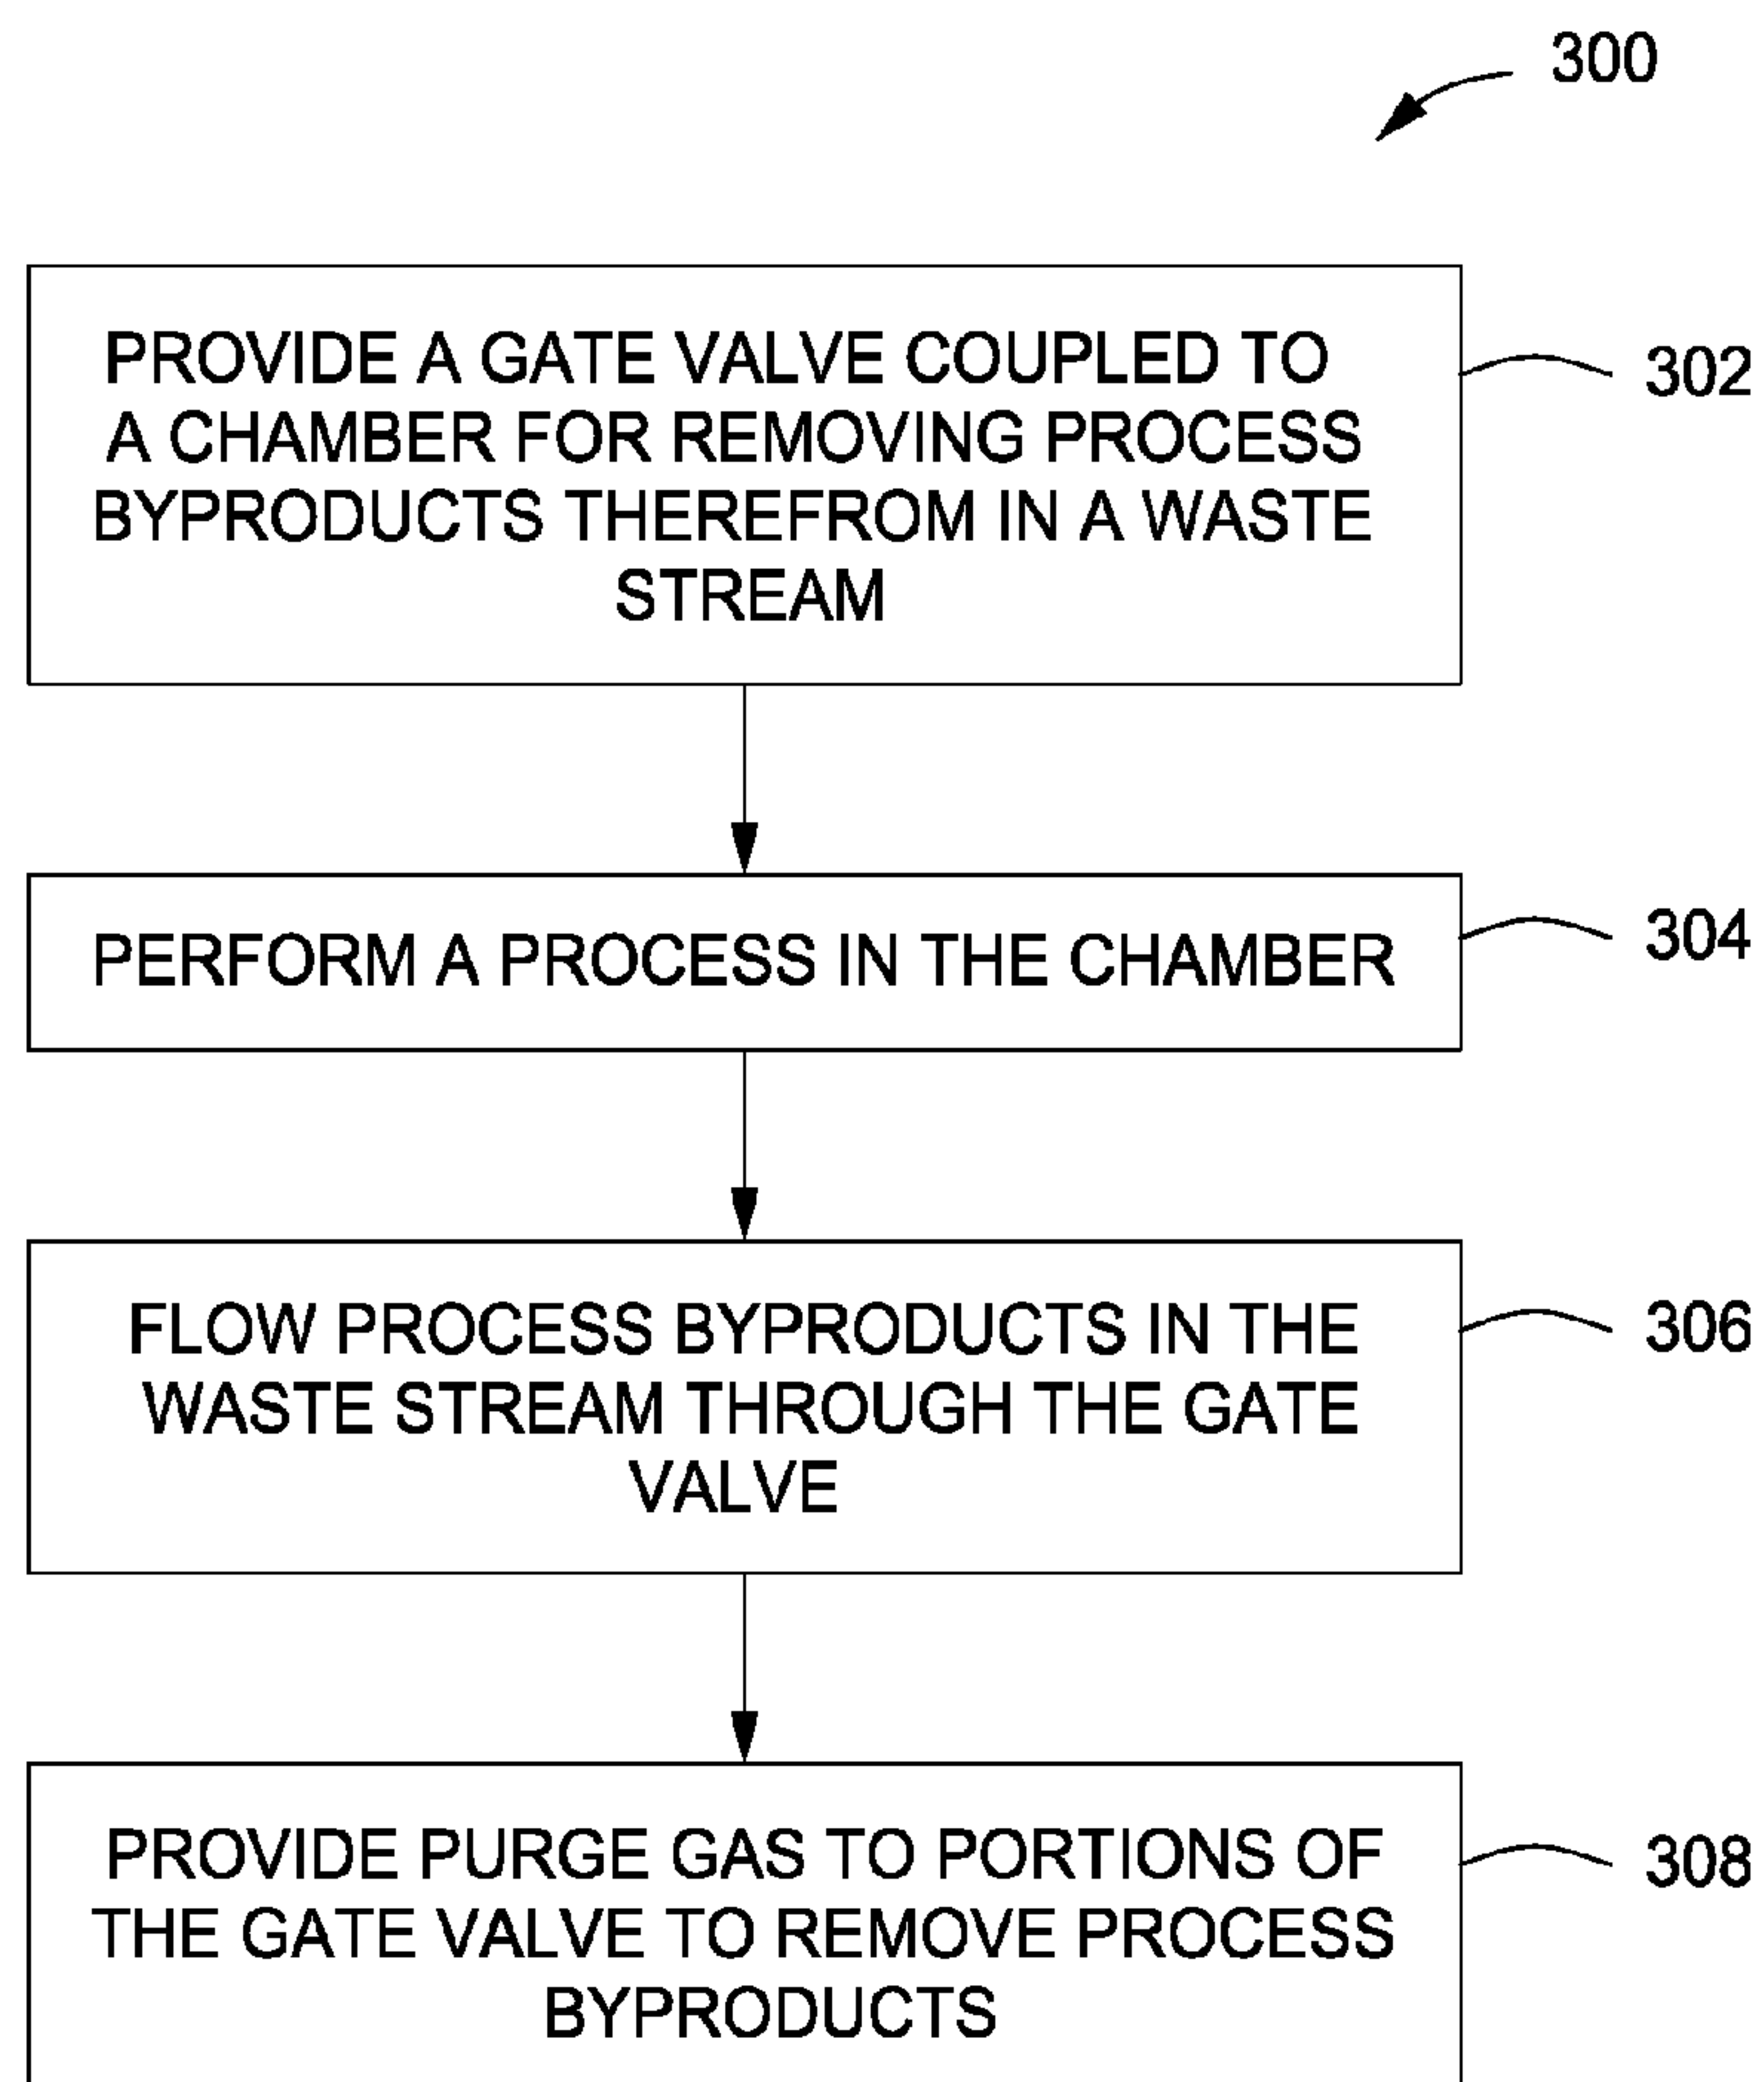 300
PROVIDE A GATE VALVE COUPLED TO
A CHAMBER FOR REMOVING PROCESS
BYPRODUCTS THEREFROM IN A WASTE
STREAM
302
PERFORM A PROCESS IN THE CHAMBER
304
FLOW PROCESS BYPRODUCTS IN THE
WASTE STREAM THROUGH THE GATE
VALVE
306
PROVIDE PURGE GAS TO PORTIONS OF
THE GATE VALVE TO REMOVE PROCESS
BYPRODUCTS
308